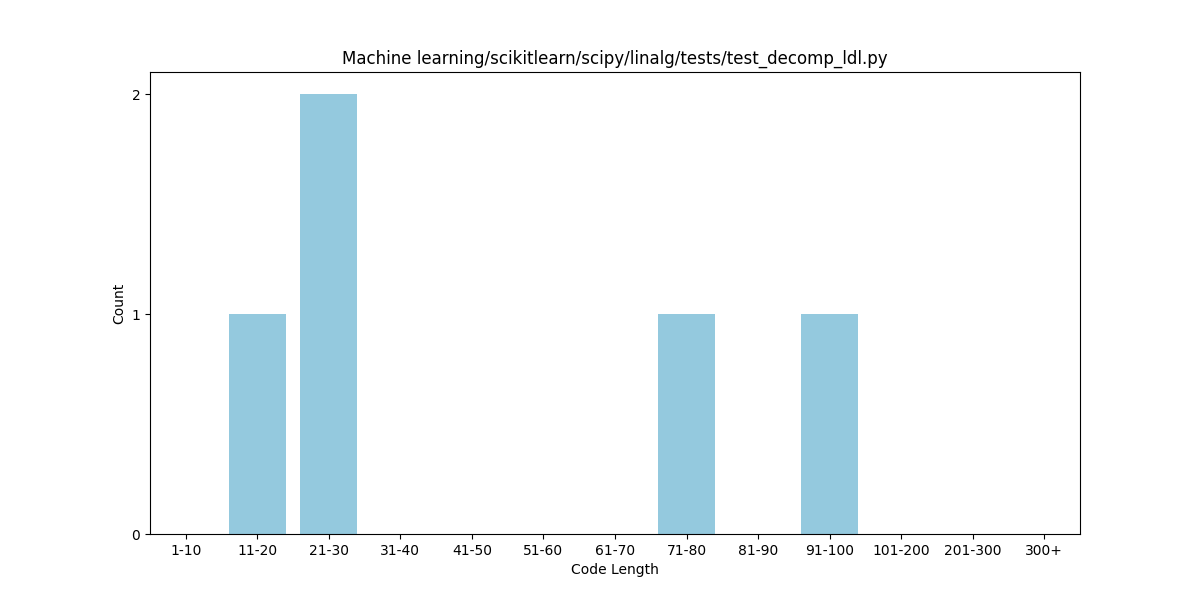 Machine learning/scikitlearn/scipy/linalg/tests/test_decomp_ldl.py
2
1
0
Count
1-10 11-20 21-30 31-40 41-50 51-60 61-70 71-80 81-90 91-100 101-200 201-300 300+
Code Length